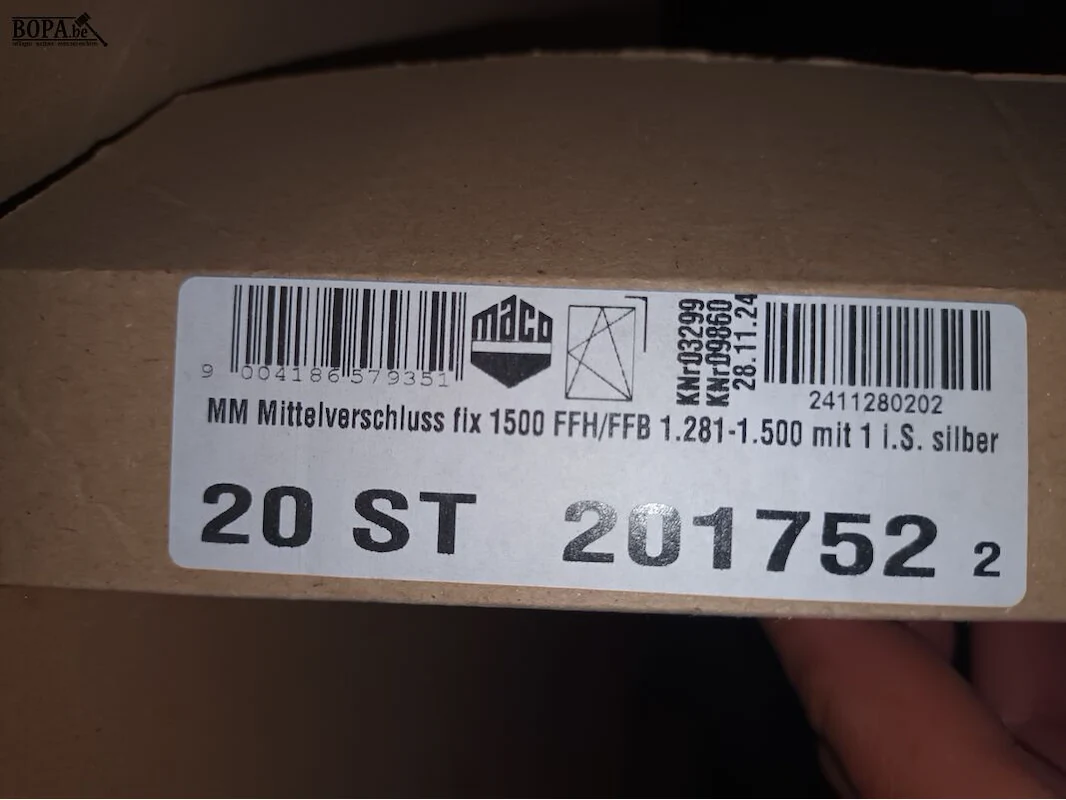 BOPA.be
maco
KNr03299
KNr09860
28.11.24
9 004186 579351
2411280202
MM Mittelverschluss fix 1500 FFH/FFB 1.281-1.500 mit 1 i.S. silber
20 ST 201752 2